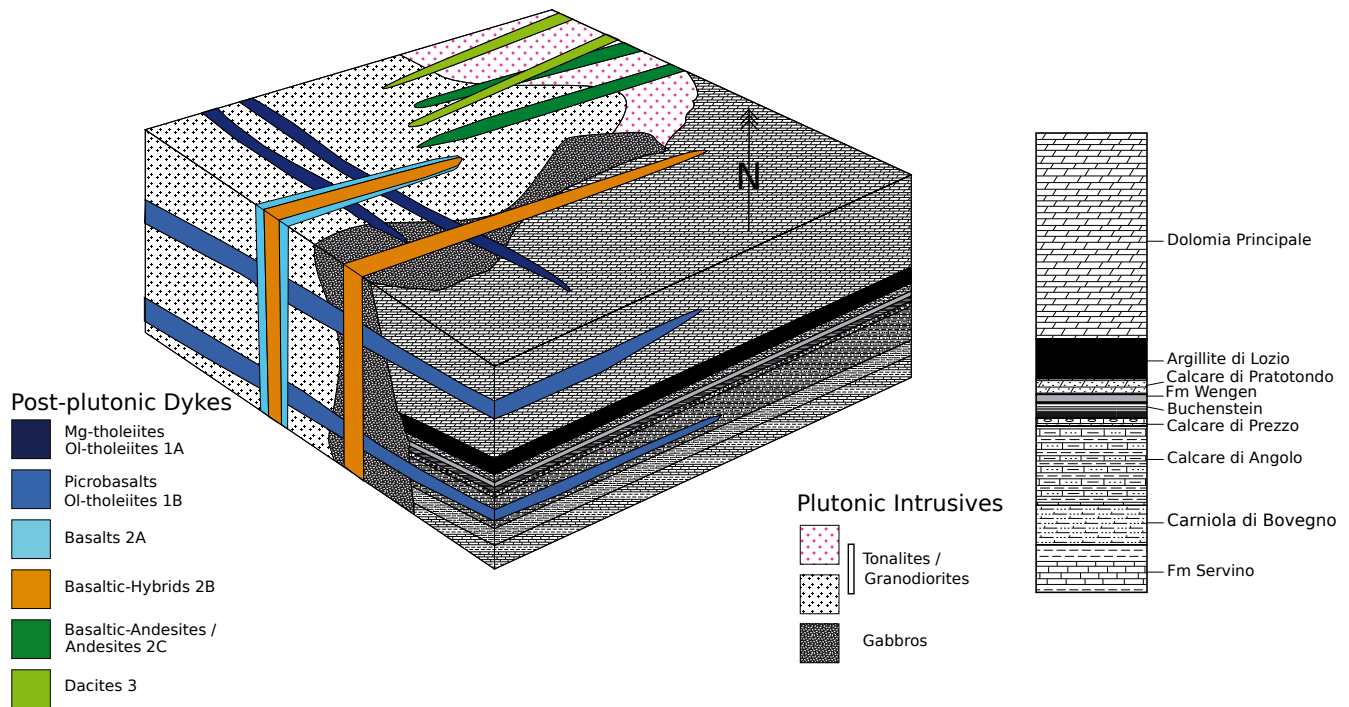 N
Post-plutonic Dykes
Mg-tholeiites
Ol-tholeiites 1A
Picrobasalts
Ol-tholeiites 1B
Basalts 2A
Basaltic-Hybrids 2B
Basaltic-Andesites /
Andesites 2C
Dacites 3
Plutonic Intrusives
Tonalites /
Granodiorites
Gabbros
Dolomia Principale
Argillite di Lozio
Calcare di Pratotondo
Fm Wengen
Buchenstein
Calcare di Prezzo
Calcare di Angolo
Carniola di Bovegno
Fm Servino